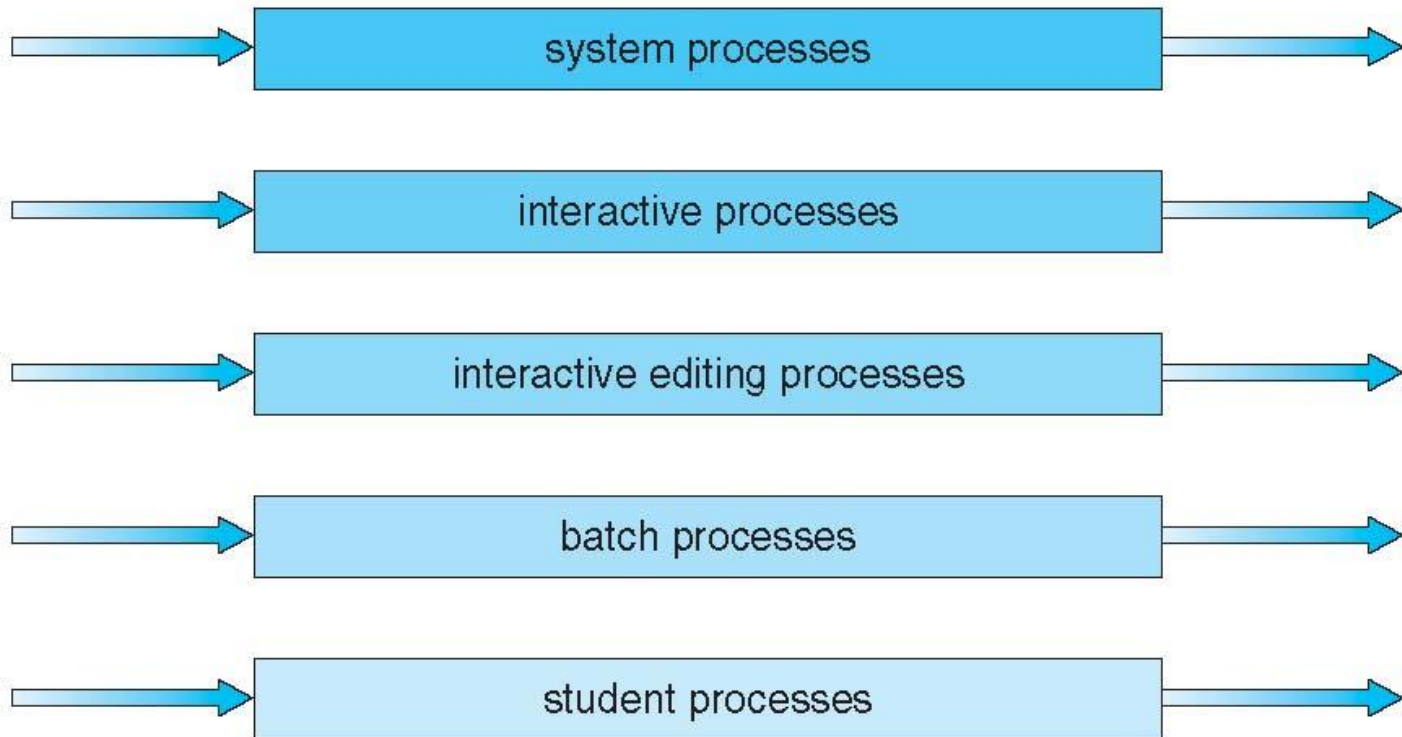 system processes
interactive processes
interactive editing processes
batch processes
student processes